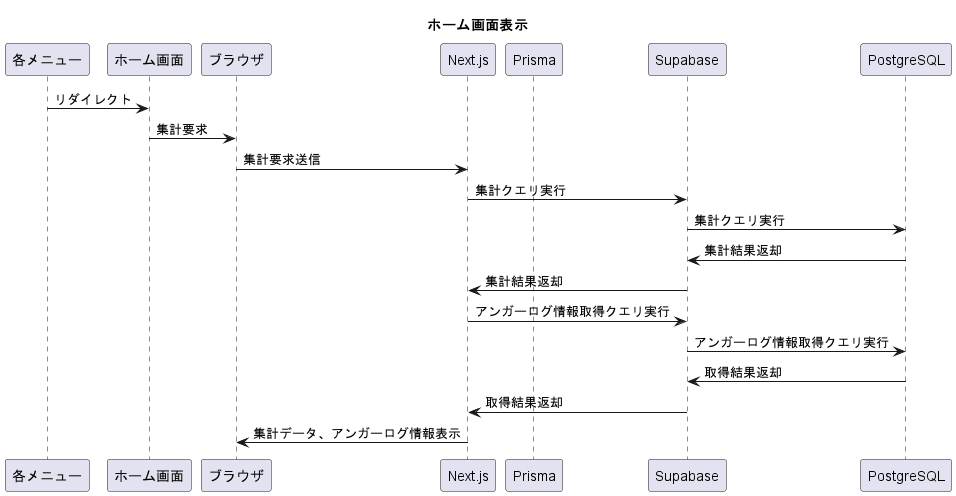 ホーム画面表示
各メニュー ホーム画面 ブラウザ Next.js Prisma Supabase PostgreSQL
リダイレクト
集計要求
集計要求送信
集計クエリ実行
集計クエリ実行
集計結果返却
集計結果返却
アンガーログ情報取得クエリ実行
アンガーログ情報取得クエリ実行
取得結果返却
取得結果返却
集計データ、アンガーログ情報表示
各メニュー ホーム画面 ブラウザ Next.js Prisma Supabase PostgreSQL